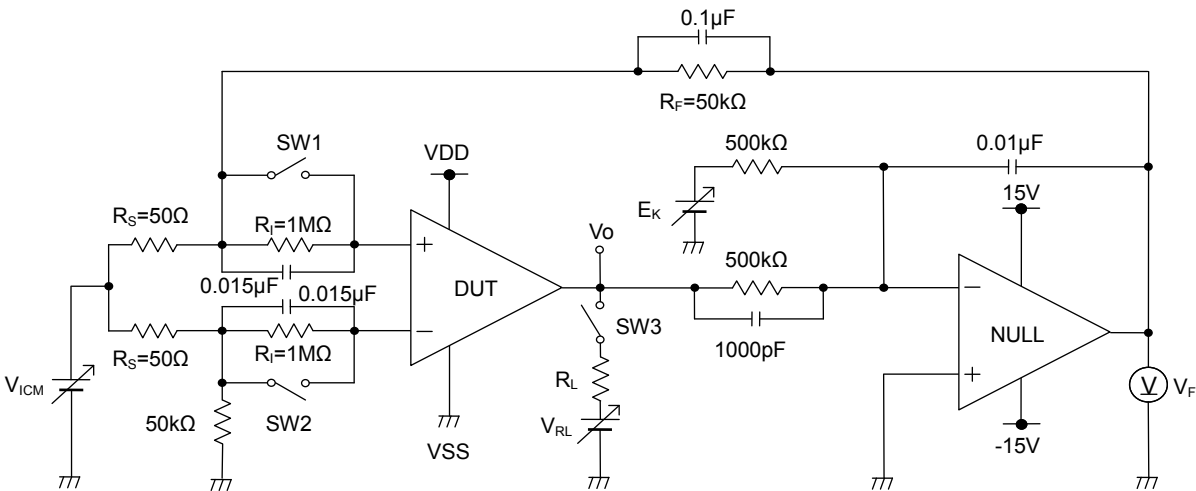 0.1µF
RF=50kΩ
SW1
VDD
500kΩ
0.01µF
15V
RS=50Ω
RI=1MΩ
EK
Vo
0.015µF
0.015µF
DUT
500kΩ
SW3
NULL
RS=50Ω
RI=1MΩ
1000pF
VICM
RL
V
VF
50kΩ
SW2
VSS
VRL
-15V
+
−
−
+